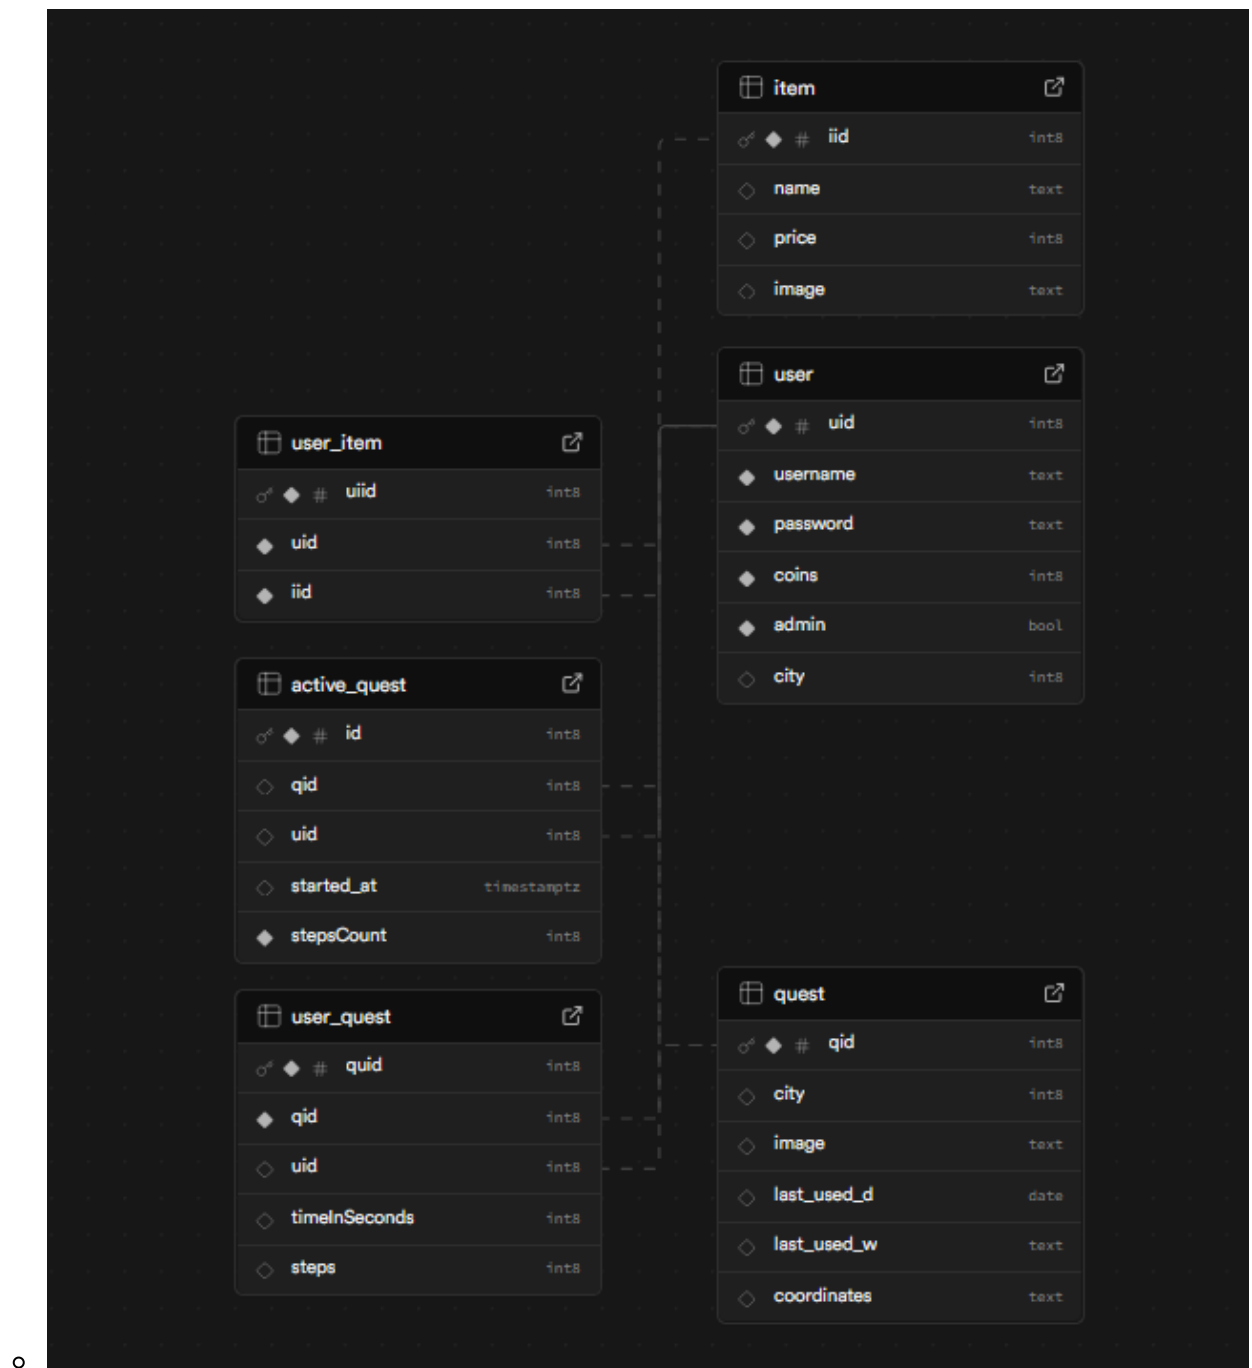 item
# iid int8
name text
price int8
image text
user
# uid int8
username text
password text
coins int8
admin bool
city int8
user_item
# uiid int8
uid int8
iid int8
active_quest
# id int8
qid int8
uid int8
started_at timestamptz
stepsCount int8
user_quest
# quid int8
qid int8
uid int8
timeInSeconds int8
steps int8
quest
# qid int8
city int8
image text
last_used_d date
last_used_w text
coordinates text